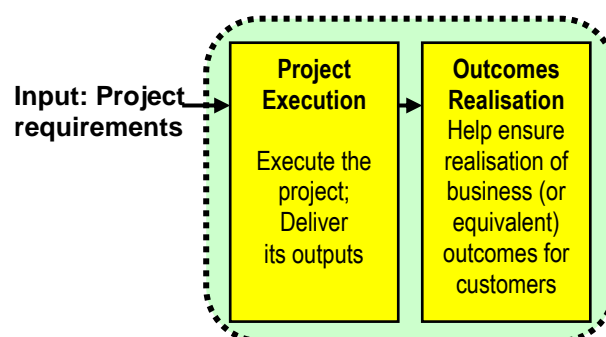 Input: Project
requirements
Project
Execution
Execute the
project;
Deliver
its outputs
Outcomes
Realisation
Help ensure
realisation of
business (or
equivalent)
outcomes for
customers